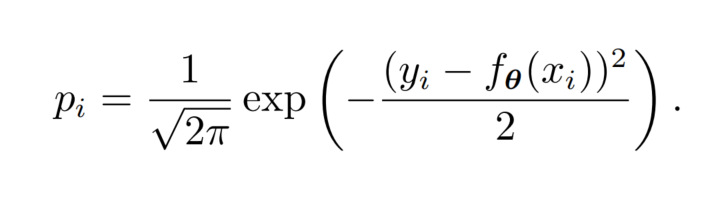 p_i = \frac{1}{\sqrt{2\pi}} \exp\left(-\frac{(y_i - f_{\boldsymbol{\theta}}(x_i))^2}{2}\right).